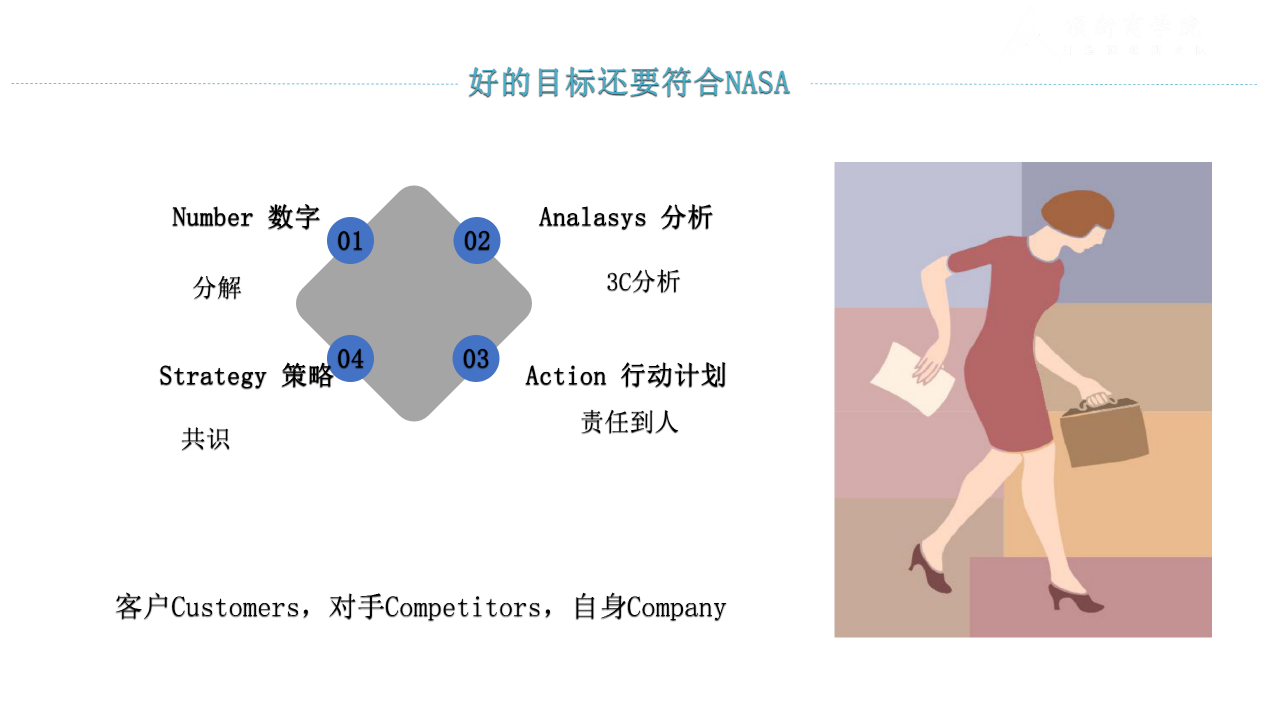 好的目标还要符合NASA
Number 数字
01
02
Analasys 分析
分解
3C分析
Strategy 策略
04
03
Action 行动计划
共识
责任到人
客户Customers，对手Competitors，自身Company